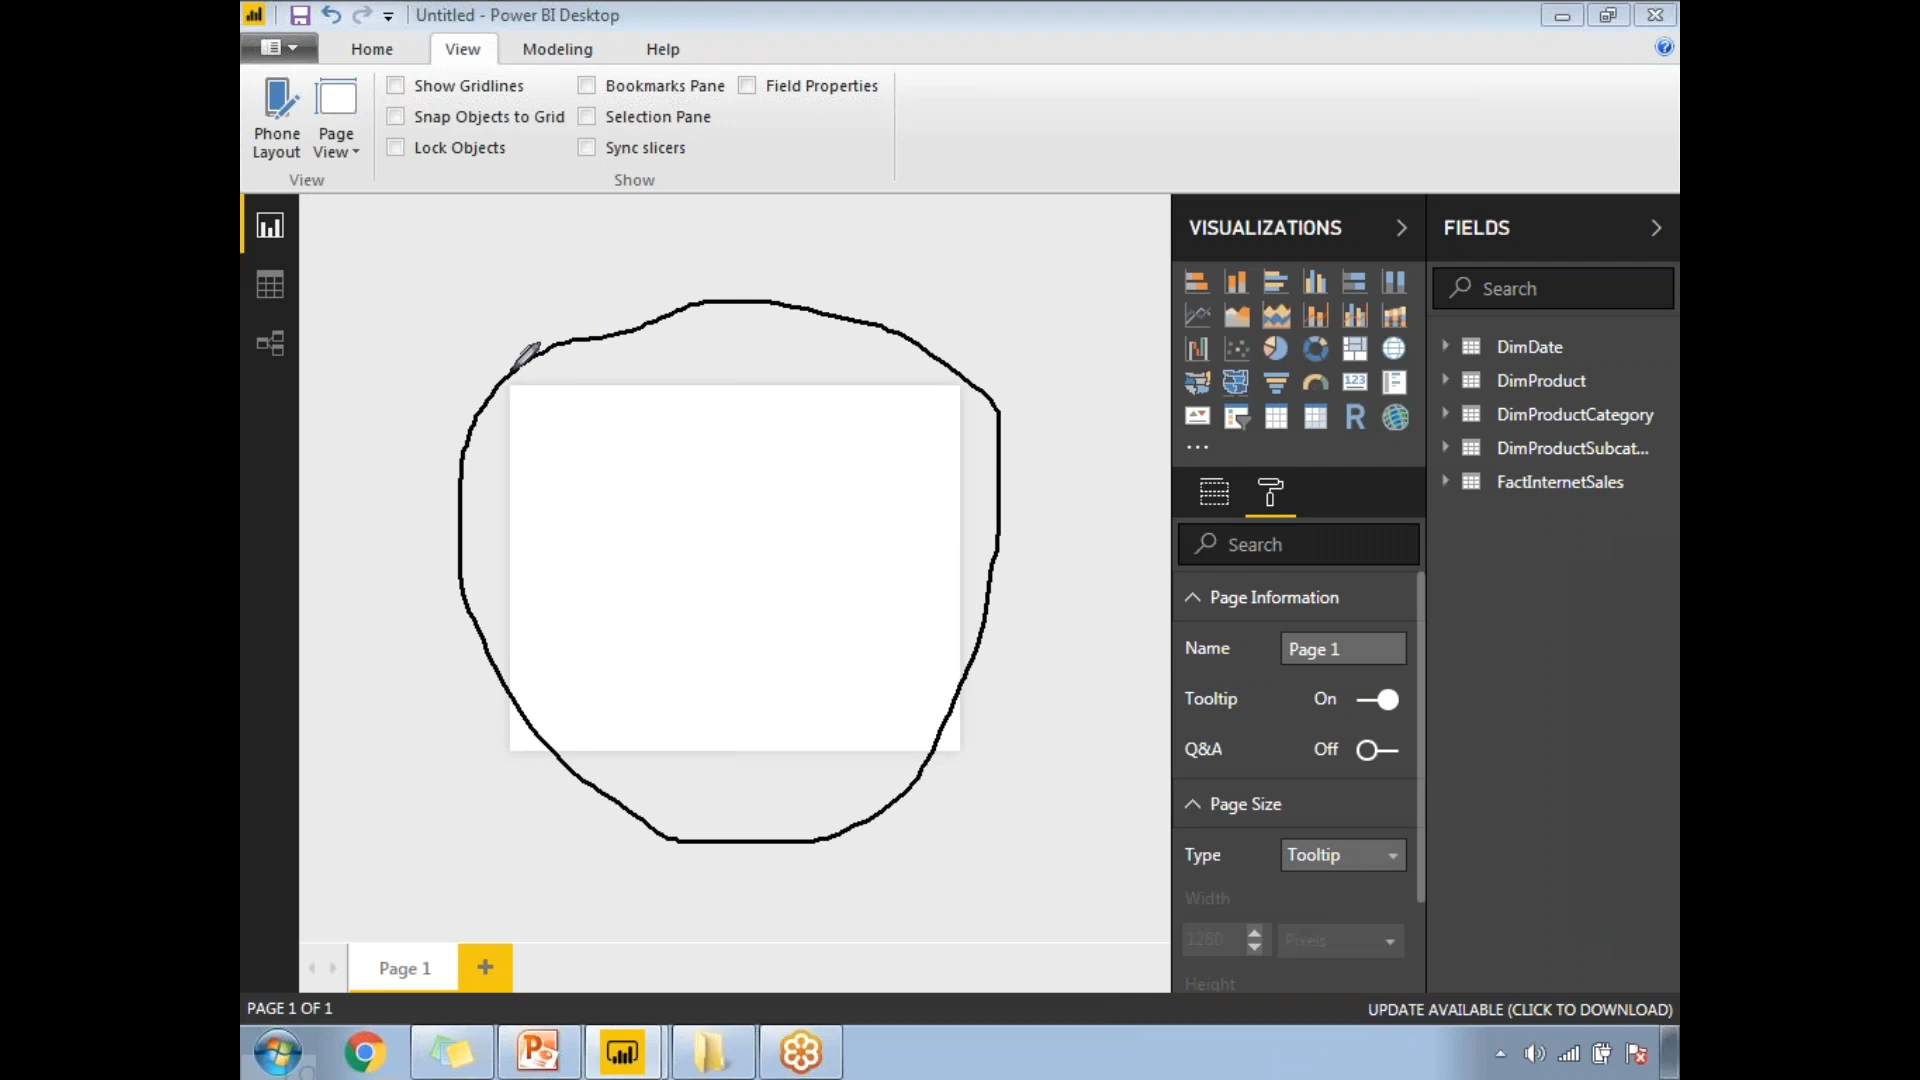 Untitled - Power BI Desktop
Home View Modeling Help
Show Gridlines Bookmarks Pane Field Properties
Snap Objects to Grid Selection Pane
Lock Objects Sync slicers
Phone Layout
Page View
View Show
VISUALIZATIONS
123
R
Search
Page Information
Name Page 1
Tooltip On
Q&A Off
Page Size
Type Tooltip
Width
1280 Pixels
Height
FIELDS
Search
DimDate
DimProduct
DimProductCategory
DimProductSubcat...
FactInternetSales
Page 1
PAGE 1 OF 1
UPDATE AVAILABLE (CLICK TO DOWNLOAD)